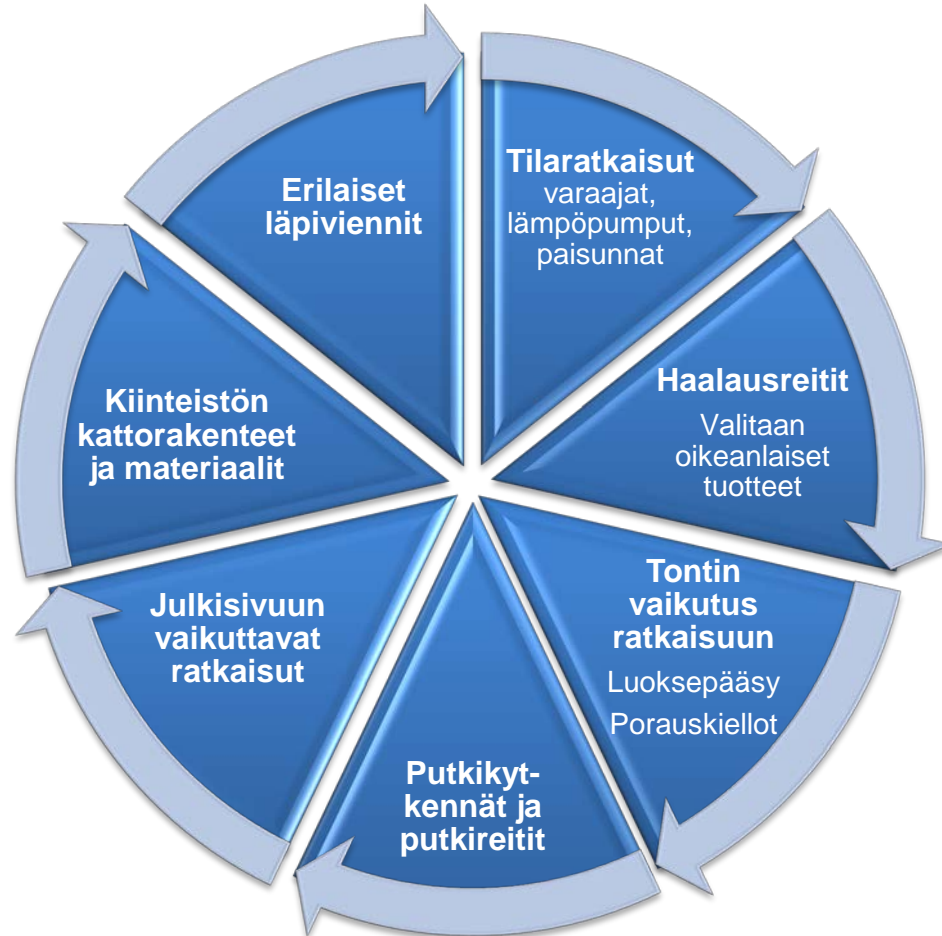 Tilaratkaisut
varaajat,
lämpöpumput,
paisunnat
Haalausreitit
Valitaan
oikeanlaiset
tuotteet
Tontin
vaikutus
ratkaisuun
Luoksepääsy
Porauskiellot
Putkikyt-
kennät ja
putkireitit
Julkisivuun
vaikuttavat
ratkaisut
Kiinteistön
kattorakenteet
ja materiaalit
Erilaiset
läpiviennit